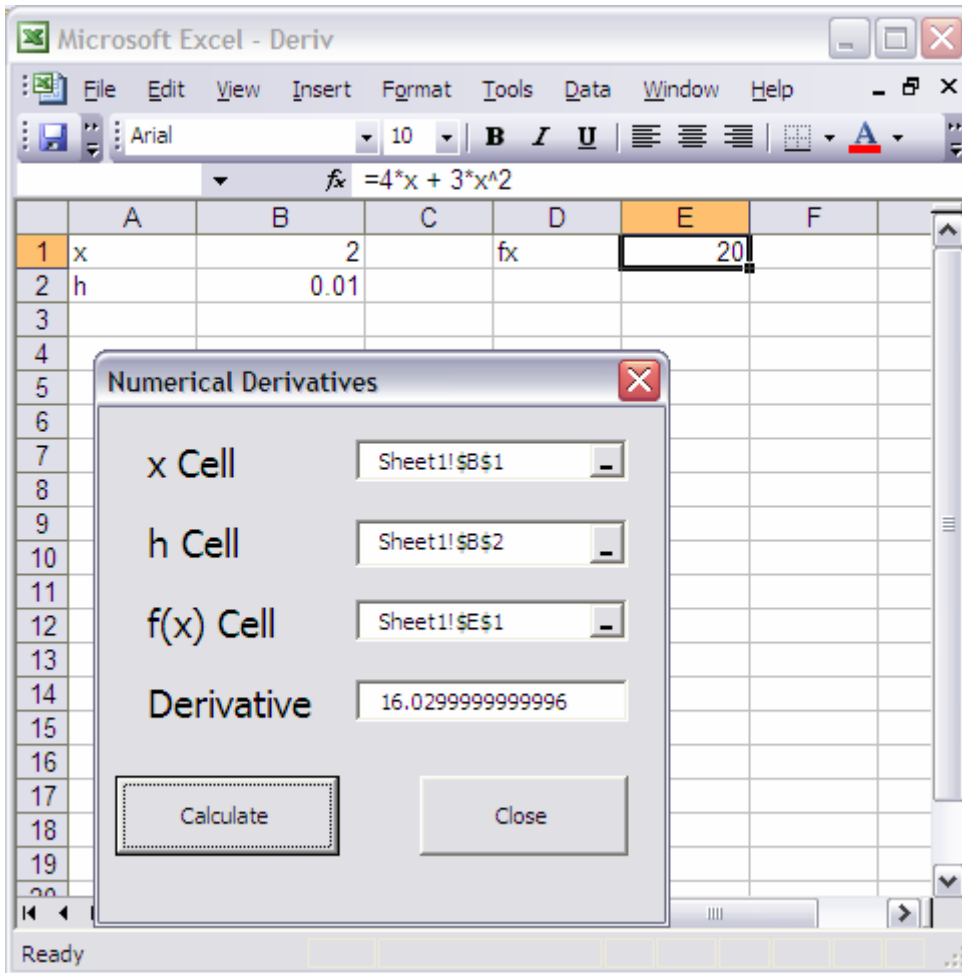 Microsoft Excel - Deriv
File Edit View Insert Format Tools Data Window Help
Arial 10 B I U A
fx =4*x + 3*x^2
A B C D E F
1 x 2 fx 20
2 h 0.01
3
4
5
6
7
8
9
10
11
12
13
14
15
16
17
18
19
20
Numerical Derivatives
x Cell Sheet1!$B$1
h Cell Sheet1!$B$2
f(x) Cell Sheet1!$E$1
Derivative 16.0299999999996
Calculate Close
Ready